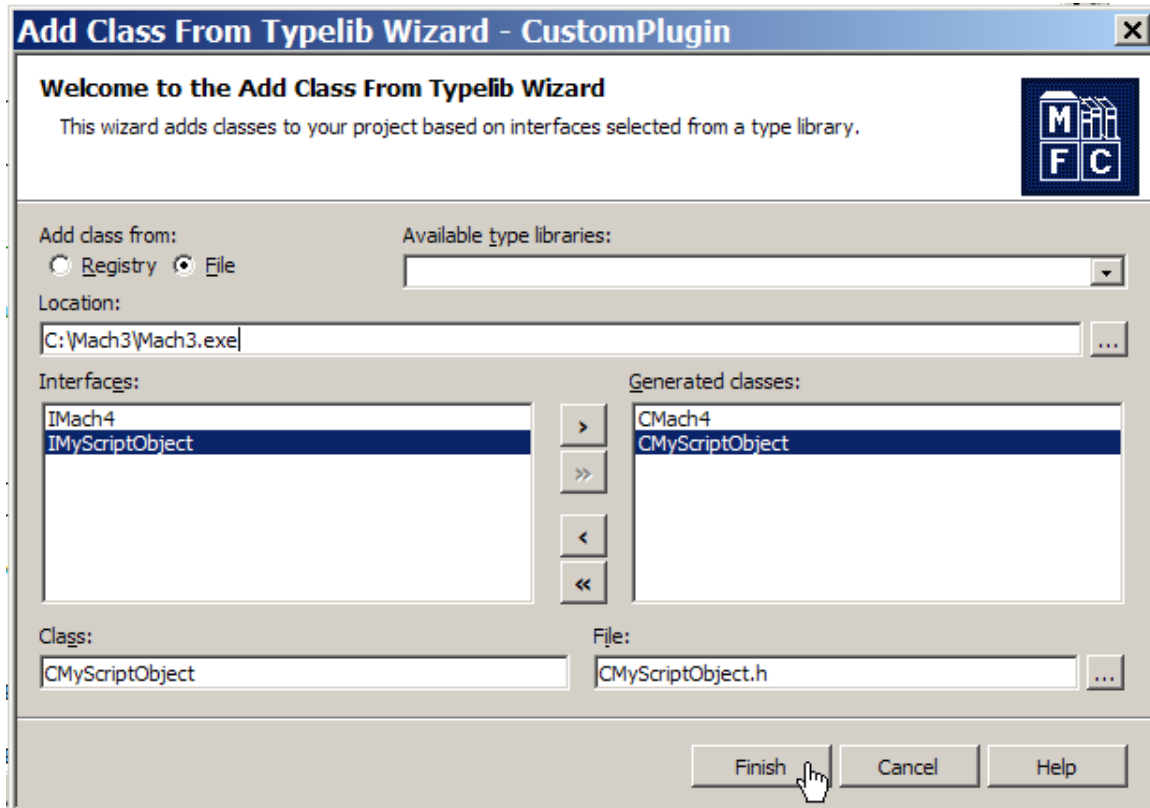 Add Class From Typelib Wizard - CustomPlugin
Welcome to the Add Class From Typelib Wizard
This wizard adds classes to your project based on interfaces selected from a type library.
M
F C
Add class from:
Available type libraries:
Registry File
Location:
C:\Mach3\Mach3.exe
...
Interfaces:
Generated classes:
IMach4
IMyScriptObject
>
>>
<
<<
CMach4
CMyScriptObject
Class:
File:
CMyScriptObject
CMyScriptObject.h
...
Finish
Cancel
Help